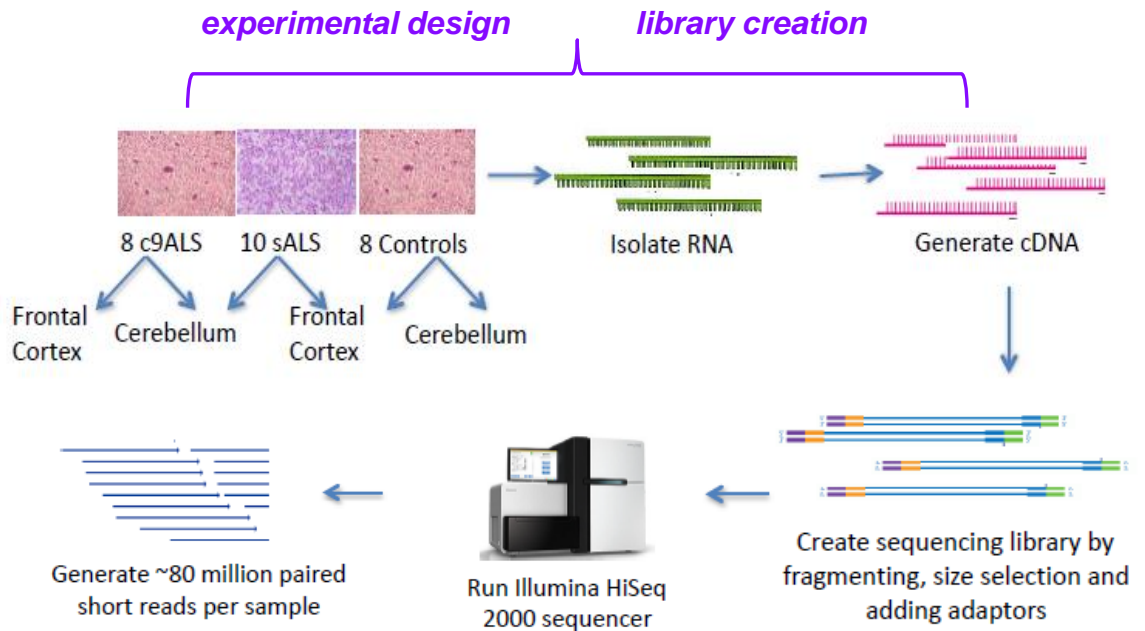 experimental design
library creation
8 c9ALS
10 sALS
8 Controls
Isolate RNA
Generate cDNA
Frontal
Cortex
Cerebellum
Frontal
Cortex
Cerebellum
Generate ~80 million paired
short reads per sample
Run Illumina HiSeq
2000 sequencer
Create sequencing library by
fragmenting, size selection and
adding adaptors